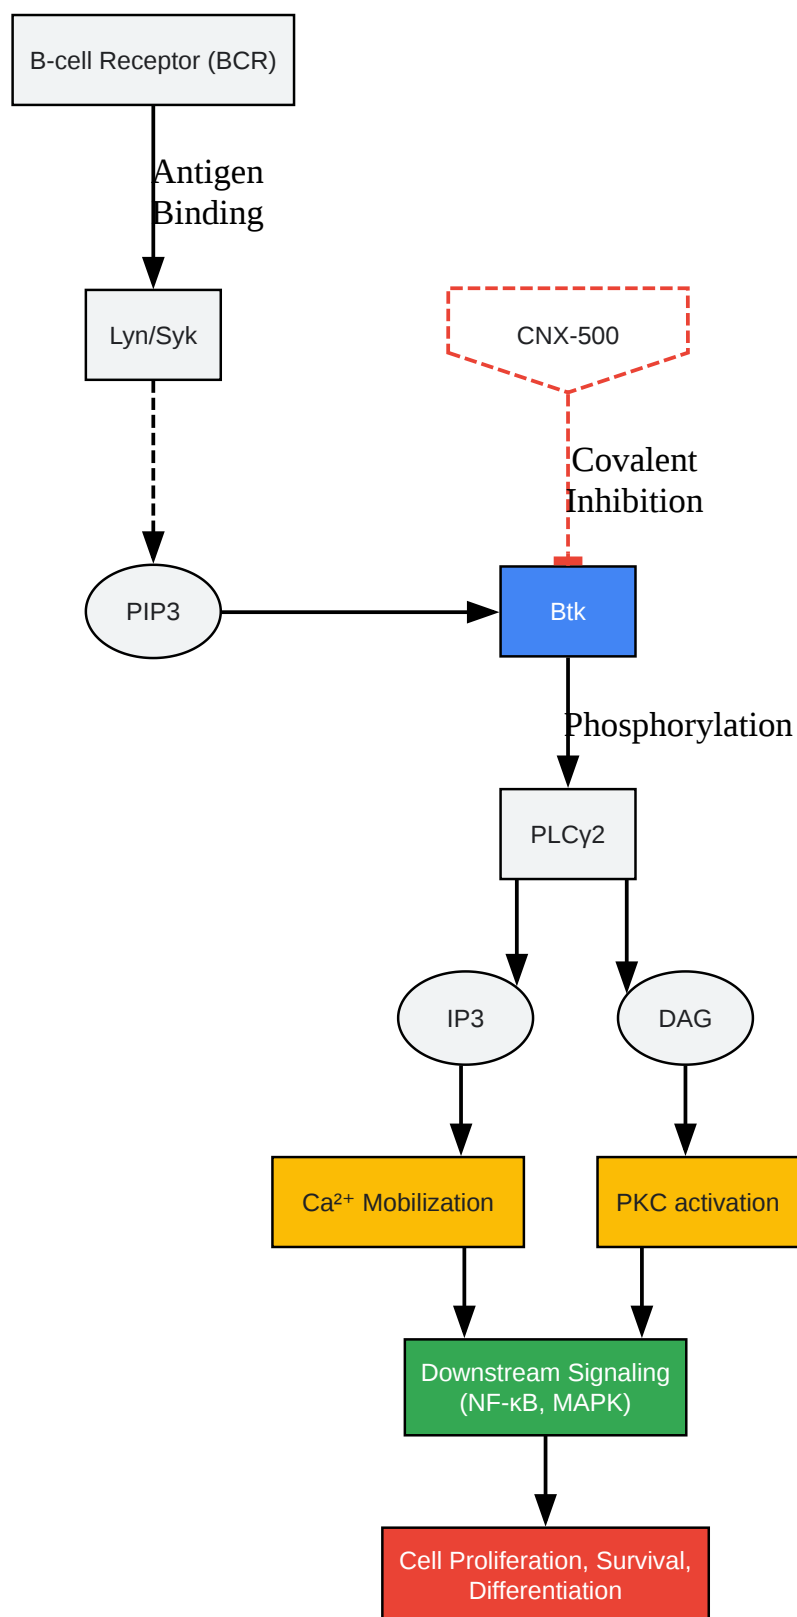 B-cell Receptor (BCR)
Antigen
Binding
Lyn/Syk
CNX-500
Covalent
Inhibition
PIP3
Btk
Phosphorylation
PLCγ2
IP3
DAG
Ca²⁺ Mobilization
PKC activation
Downstream Signaling
(NF-κB, MAPK)
Cell Proliferation, Survival,
Differentiation